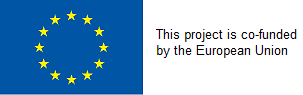 This project is co-funded
by the European Union